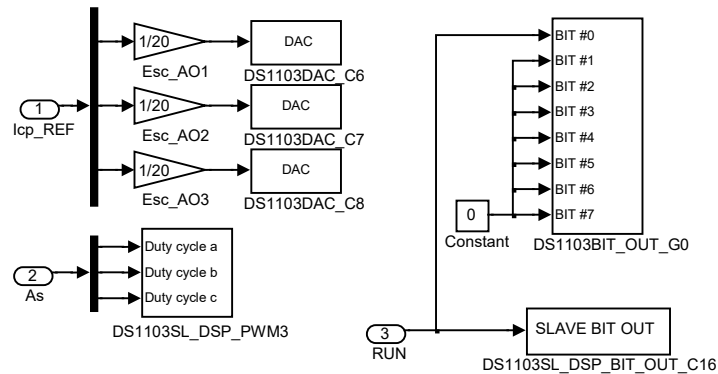 1
Icp_REF
1/20
Esc_AO1
DAC
DS1103DAC_C6
1/20
Esc_AO2
DAC
DS1103DAC_C7
1/20
Esc_AO3
DAC
DS1103DAC_C8
2
As
Duty cycle a
Duty cycle b
Duty cycle c
DS1103SL_DSP_PWM3
BIT #0
BIT #1
BIT #2
BIT #3
BIT #4
BIT #5
BIT #6
BIT #7
DS1103BIT_OUT_G0
0
Constant
3
RUN
SLAVE BIT OUT
DS1103SL_DSP_BIT_OUT_C16